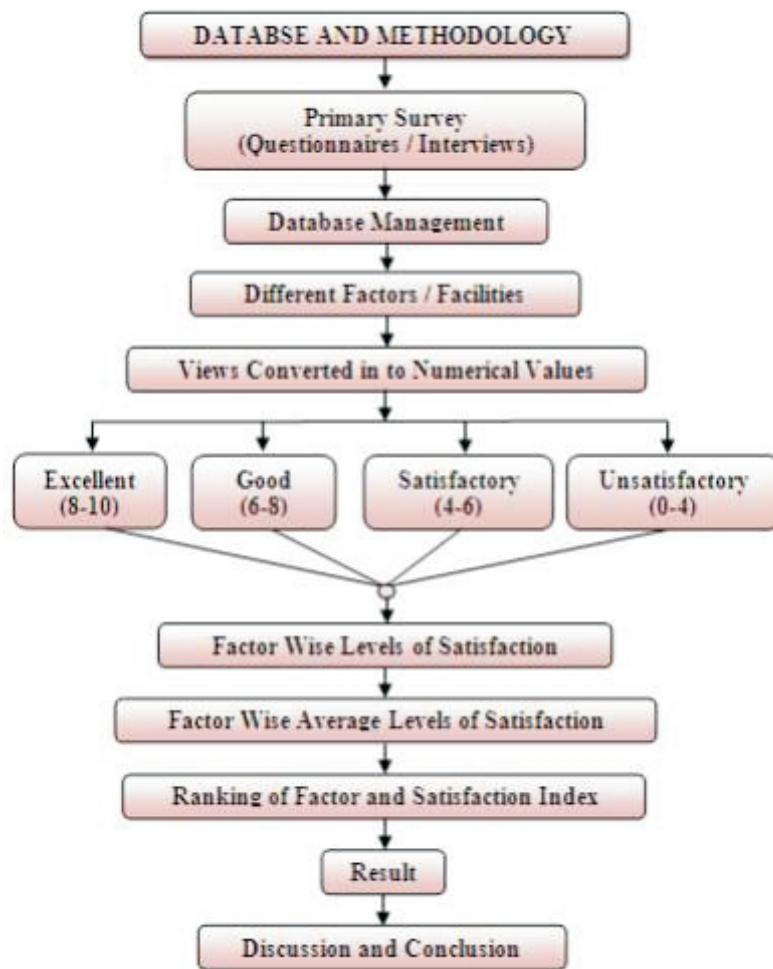 DATABSE AND METHODOLOGY
Primary Survey
(Questionnaires / Interviews)
Database Management
Different Factors / Facilities
Views Converted in to Numerical Values
Excellent
(8-10)
Good
(6-8)
Satisfactory
(4-6)
Unsatisfactory
(0-4)
Factor Wise Levels of Satisfaction
Factor Wise Average Levels of Satisfaction
Ranking of Factor and Satisfaction Index
Result
Discussion and Conclusion